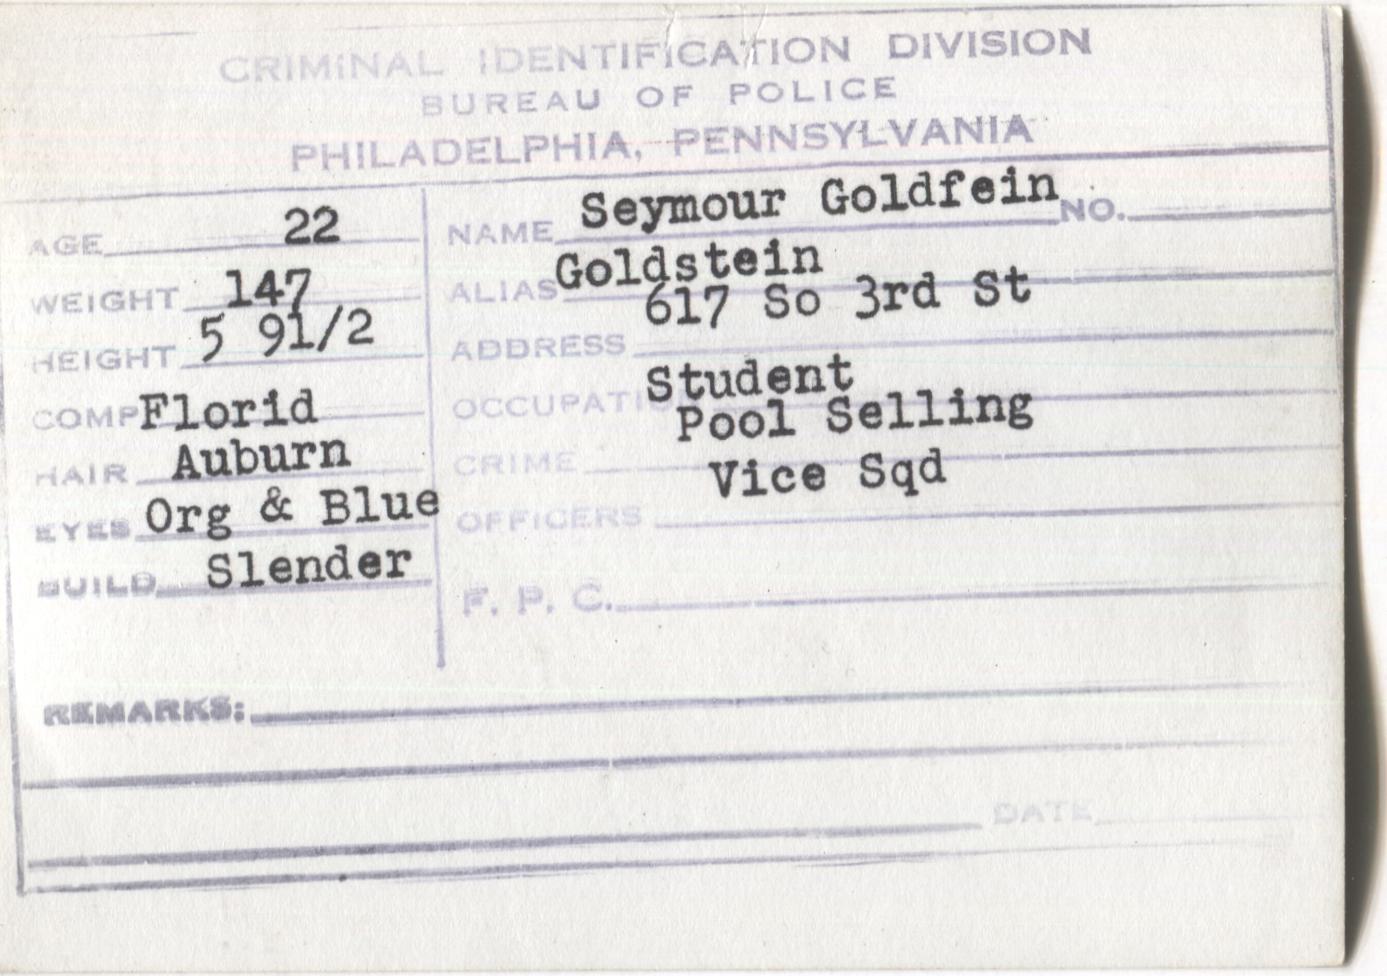 CRIMINAL IDENTIFICATION DIVISION
BUREAU OF POLICE
PHILADELPHIA, PENNSYLVANIA
AGE 22
WEIGHT 147
HEIGHT 5 91/2
COMP Florid
HAIR Auburn
EYES Org & Blue
BUILD Slender
NAME Seymour Goldfein NO.
ALIAS Goldstein
ADDRESS 617 So 3rd St
OCCUPATION Student
CRIME Pool Selling
OFFICERS Vice Sqd
F. P. C.
REMARKS:
DATE